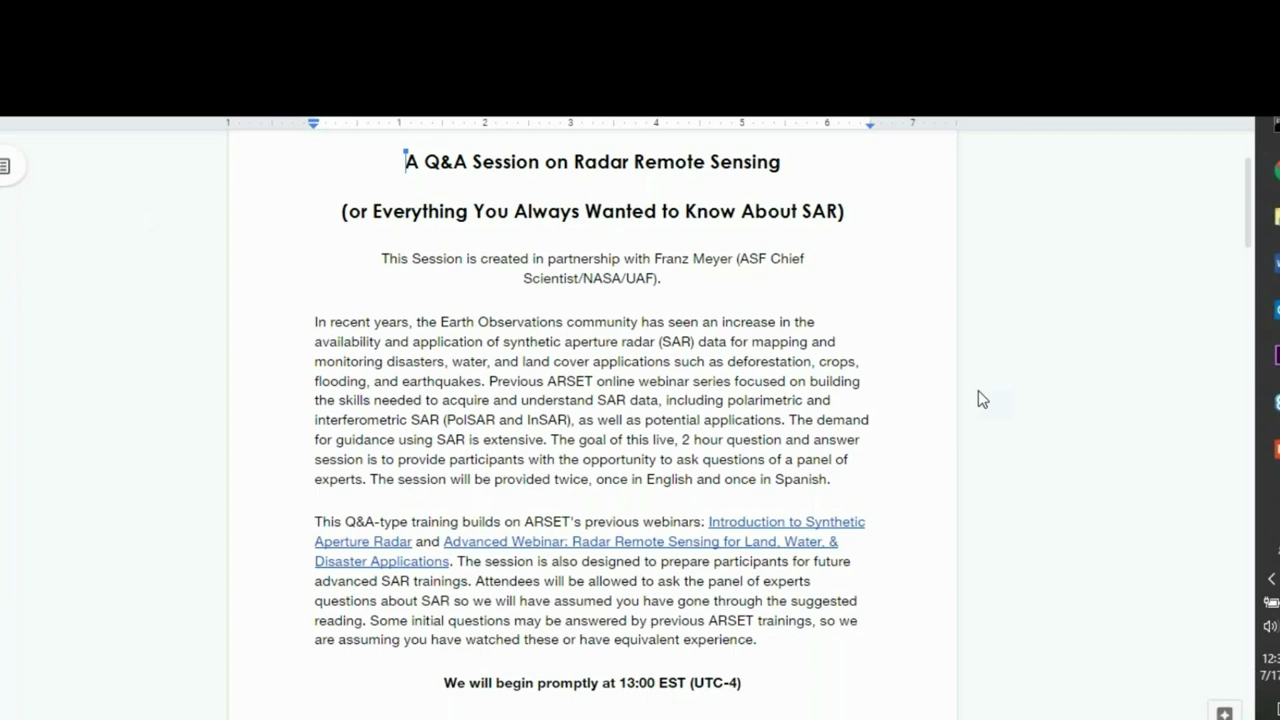 1 1 2 3 4 5 6 7
A Q&A Session on Radar Remote Sensing
(or Everything You Always Wanted to Know About SAR)
This Session is created in partnership with Franz Meyer (ASF Chief
Scientist/NASA/UAF).
In recent years, the Earth Observations community has seen an increase in the
availability and application of synthetic aperture radar (SAR) data for mapping and
monitoring disasters, water, and land cover applications such as deforestation, crops,
flooding, and earthquakes. Previous ARSET online webinar series focused on building
the skills needed to acquire and understand SAR data, including polarimetric and
interferometric SAR (PolSAR and InSAR), as well as potential applications. The demand
for guidance using SAR is extensive. The goal of this live, 2 hour question and answer
session is to provide participants with the opportunity to ask questions of a panel of
experts. The session will be provided twice, once in English and once in Spanish.
This Q&A-type training builds on ARSET's previous webinars: Introduction to Synthetic
Aperture Radar and Advanced Webinar: Radar Remote Sensing for Land, Water, &
Disaster Applications. The session is also designed to prepare participants for future
advanced SAR trainings. Attendees will be allowed to ask the panel of experts
questions about SAR so we will have assumed you have gone through the suggested
reading. Some initial questions may be answered by previous ARSET trainings, so we
are assuming you have watched these or have equivalent experience.
We will begin promptly at 13:00 EST (UTC-4)